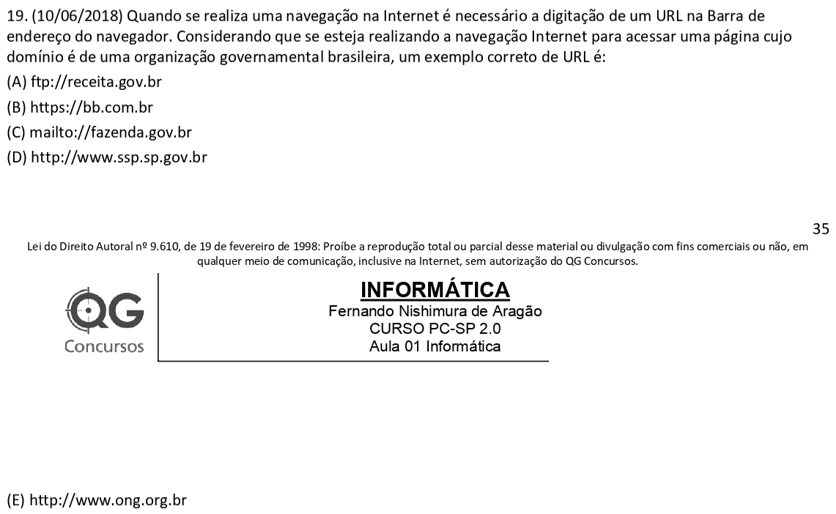 19. (10/06/2018) Quando se realiza uma navegação na Internet é necessário a digitação de um URL na Barra de
endereço do navegador. Considerando que se esteja realizando a navegação Internet para acessar uma página cujo
domínio é de uma organização governamental brasileira, um exemplo correto de URL é:
(A) ftp://receita.gov.br
(B) https://bb.com.br
(C) mailto://fazenda.gov.br
(D) http://www.ssp.sp.gov.br
35
Lei do Direito Autoral nº 9.610, de 19 de fevereiro de 1998: Proíbe a reprodução total ou parcial desse material ou divulgação com fins comerciais ou não, em
qualquer meio de comunicação, inclusive na Internet, sem autorização do QG Concursos.
QG
Concursos
INFORMÁTICA
Fernando Nishimura de Aragão
CURSO PC-SP 2.0
Aula 01 Informática
(E) http://www.ong.org.br